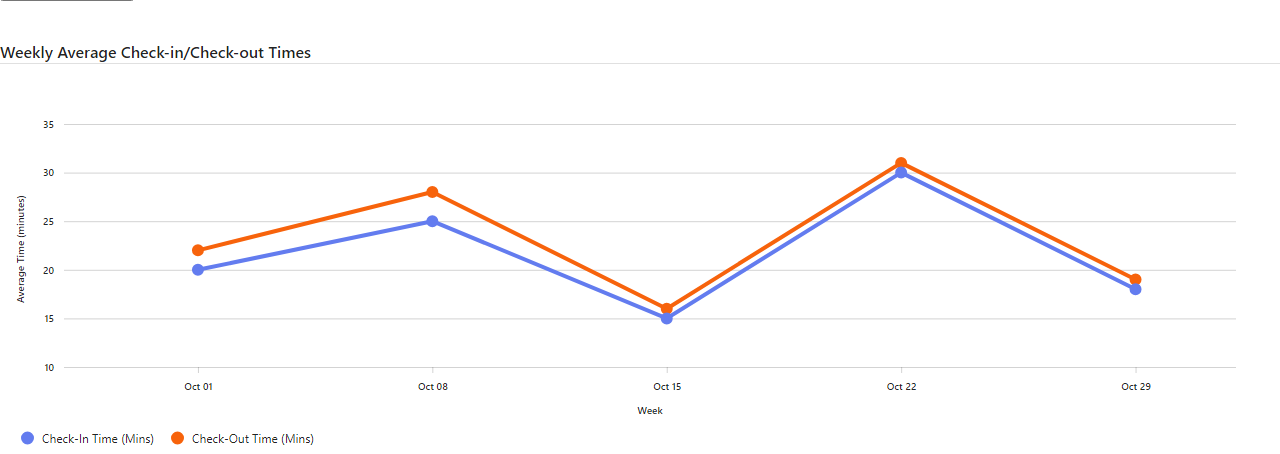 Weekly Average Check-in/Check-out Times
35
30
25
20
15
10
Average Time (minutes)
Oct 01 Oct 08 Oct 15 Oct 22 Oct 29
Week
Check-In Time (Mins) Check-Out Time (Mins)